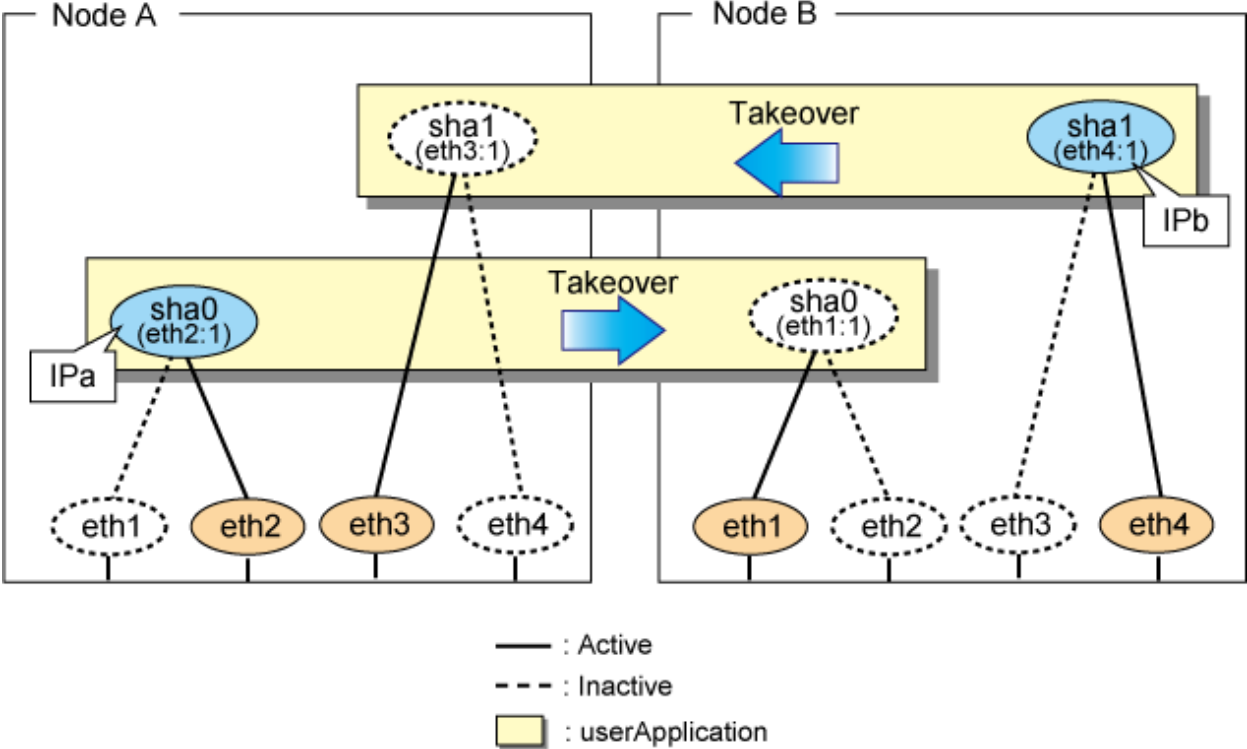 Node A
Node B
sha1
(eth3:1)
Takeover
sha1
(eth4:1)
IPb
sha0
(eth2:1)
Takeover
sha0
(eth1:1)
IPa
eth1
eth2
eth3
eth4
eth1
eth2
eth3
eth4
: Active
: Inactive
: userApplication